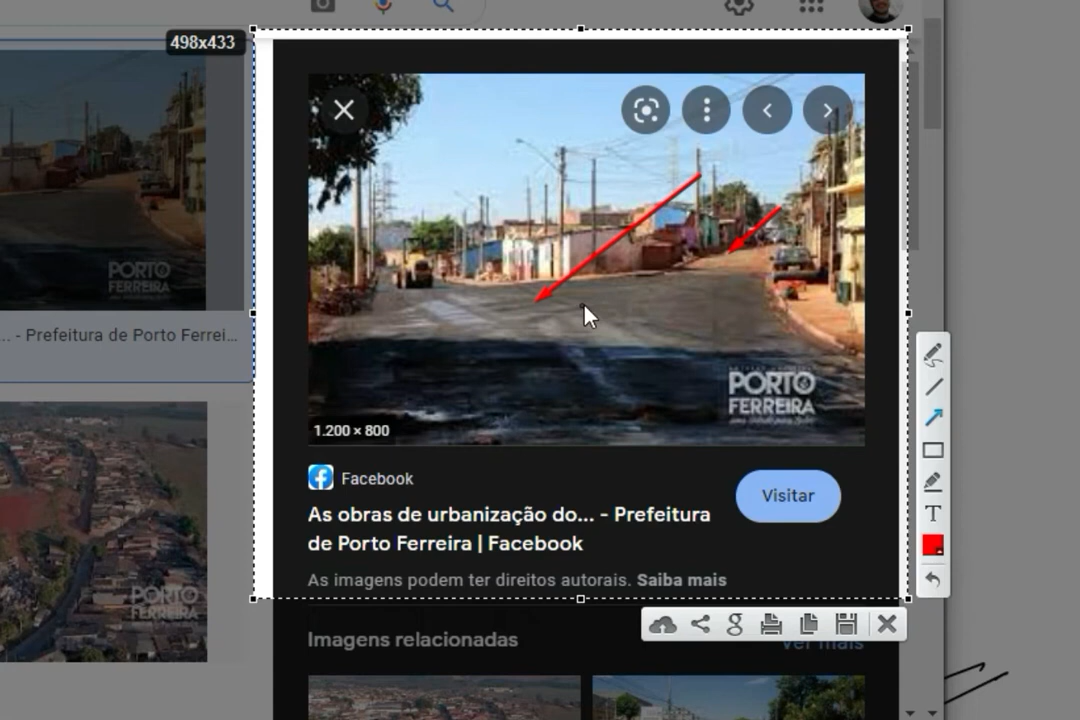 498x433
... - Prefeitura de Porto Ferrei...
PORTO
FERREIRA
PORTO
FERREIRA
PORTO
FERREIRA
1.200 × 800
Facebook
As obras de urbanização do... - Prefeitura
de Porto Ferreira | Facebook
Visitar
As imagens podem ter direitos autorais. Saiba mais
Imagens relacionadas
Ver mais
T
g